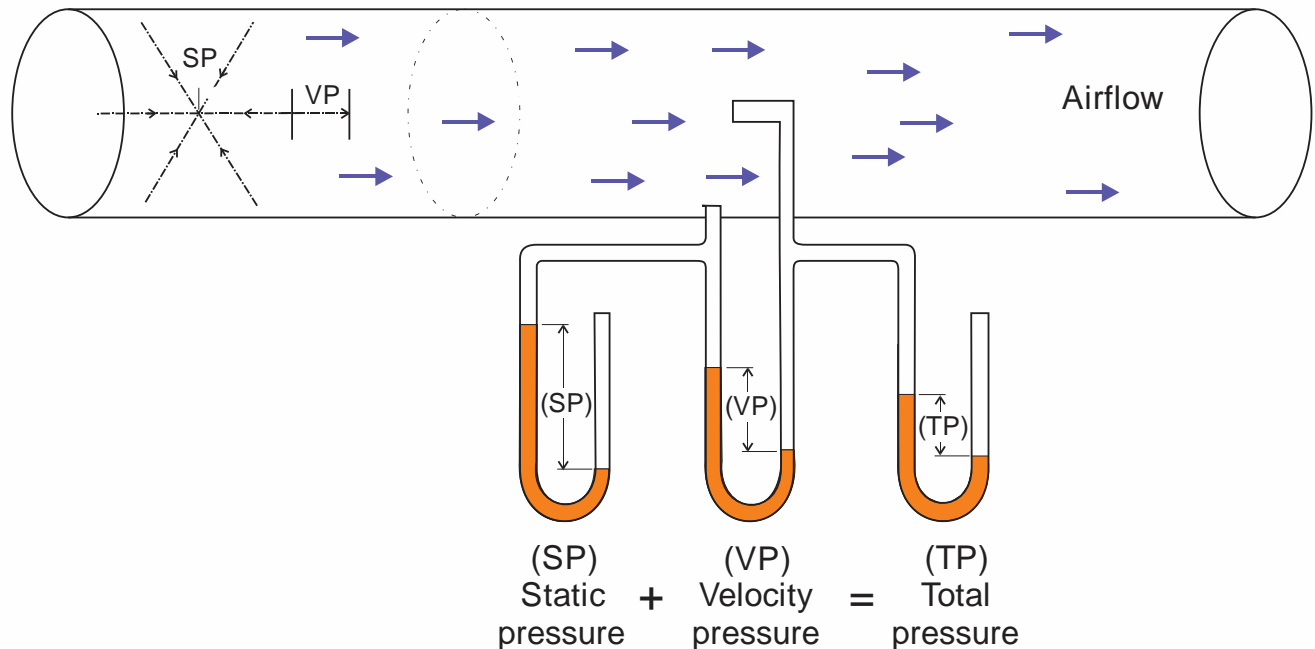 SP
VP
Airflow
(SP)
(VP)
(TP)
(SP) (VP) (TP)
Static + Velocity = Total
pressure pressure pressure